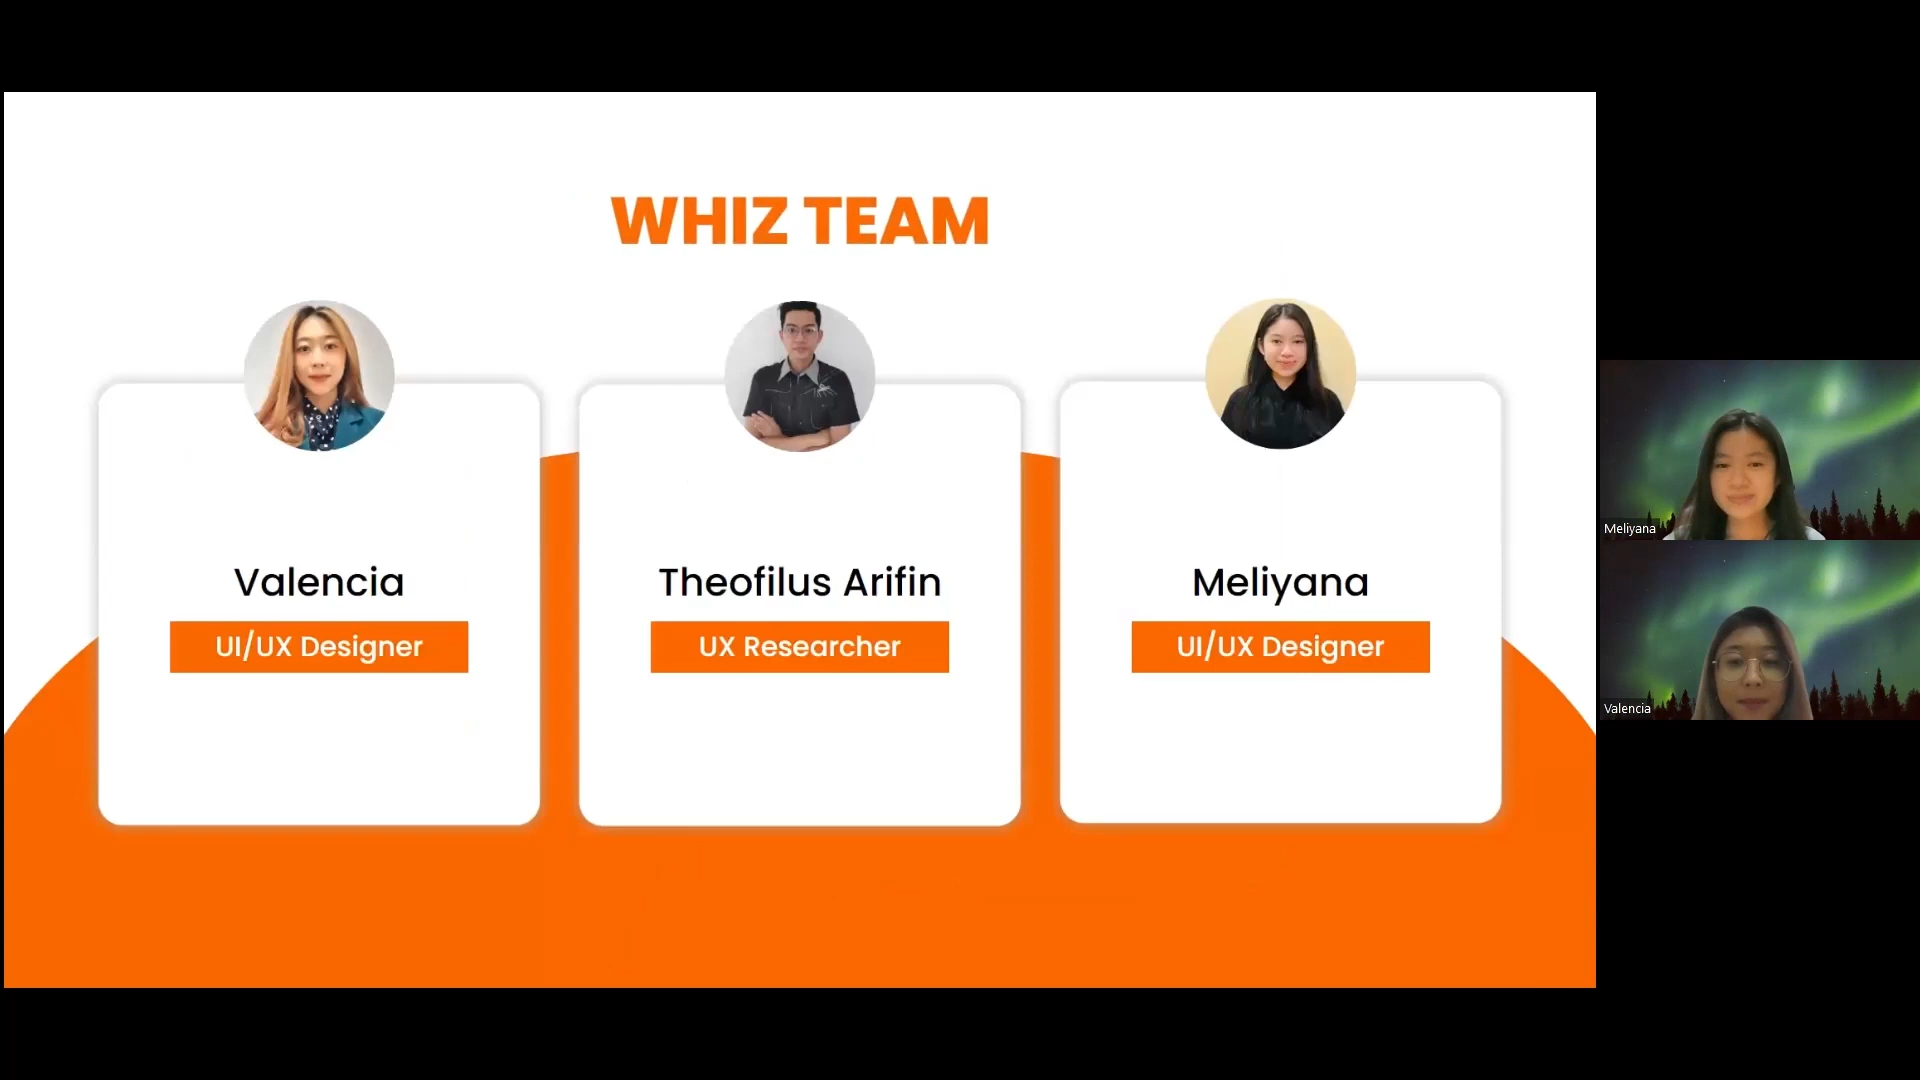 WHIZ TEAM
Valencia
UI/UX Designer
Theofilus Arifin
UX Researcher
Meliyana
UI/UX Designer
Meliyana
Valencia